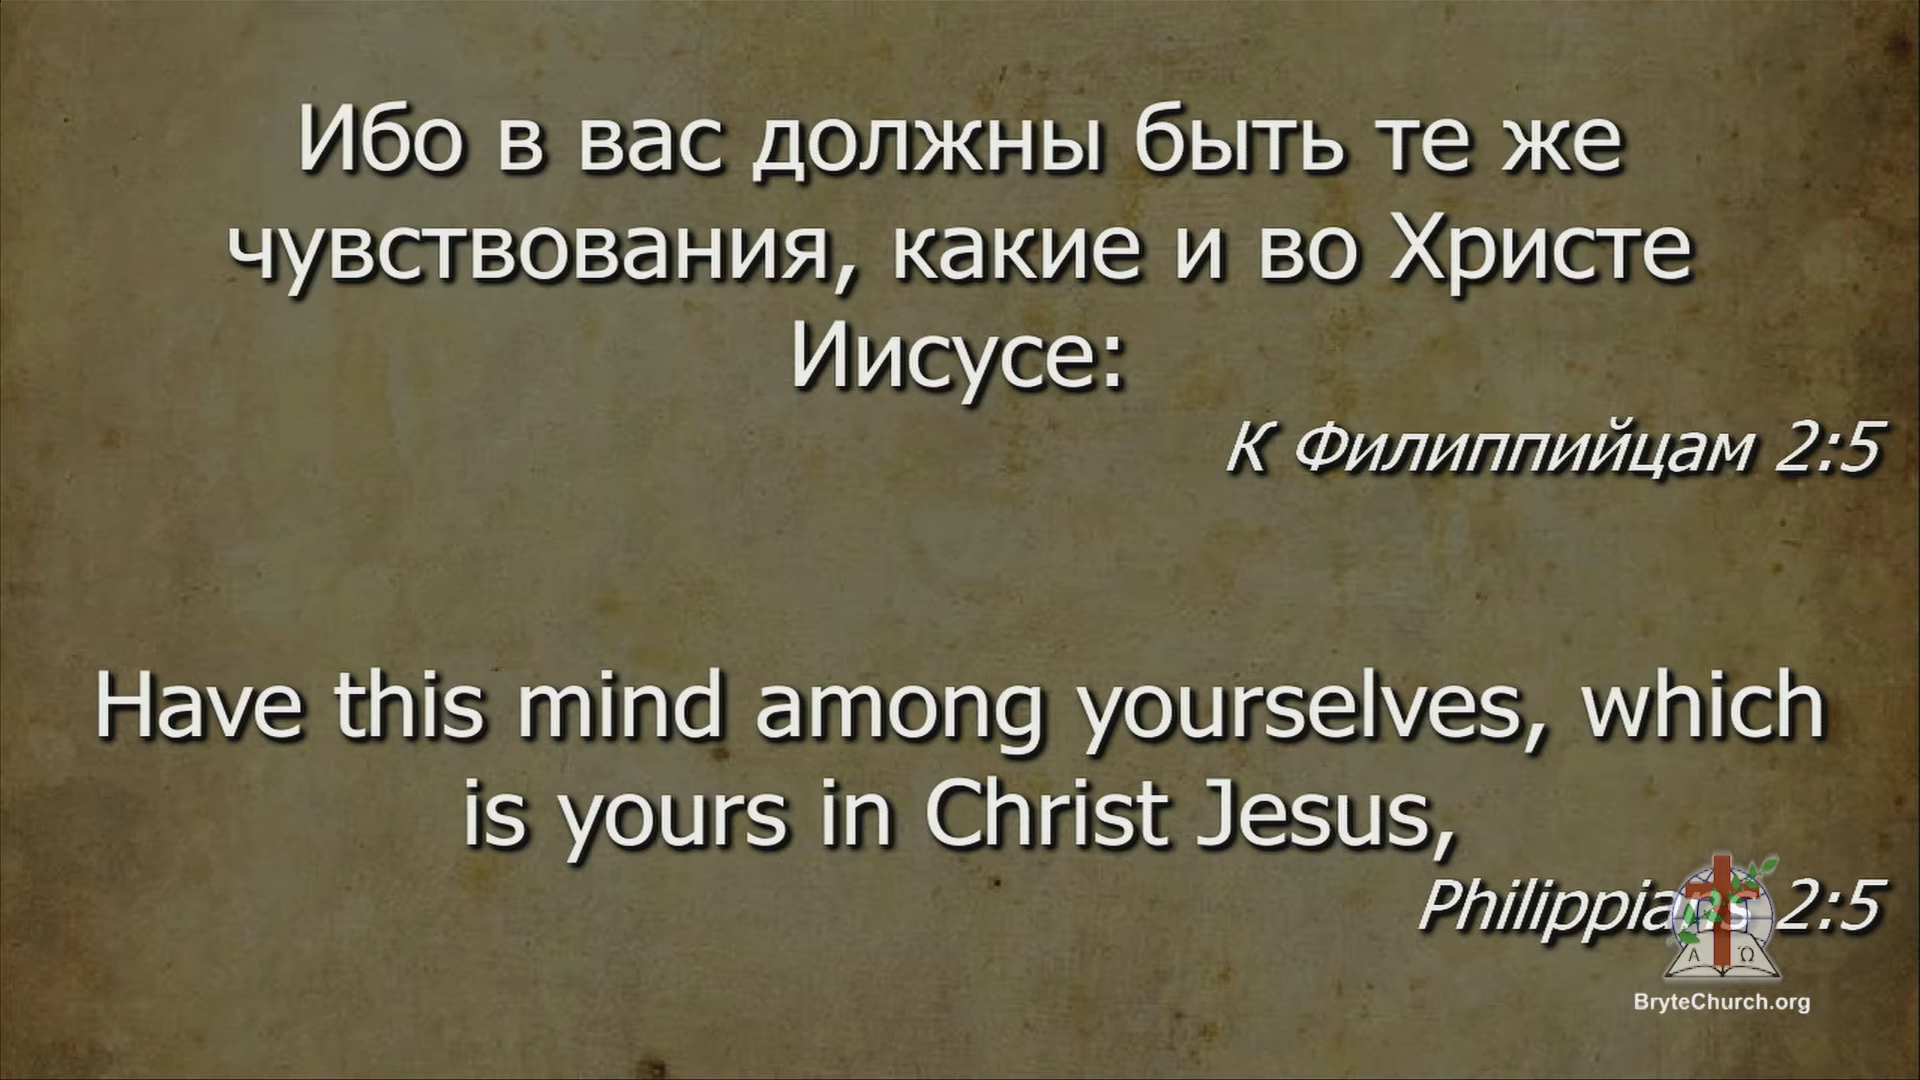 Ибо в вас должны быть те же
чувствования, какие и во Христе
Иисусе:
К Филиппийцам 2:5
Have this mind among yourselves, which
is yours in Christ Jesus,
Philippians 2:5
Α Ω
BryteChurch.org